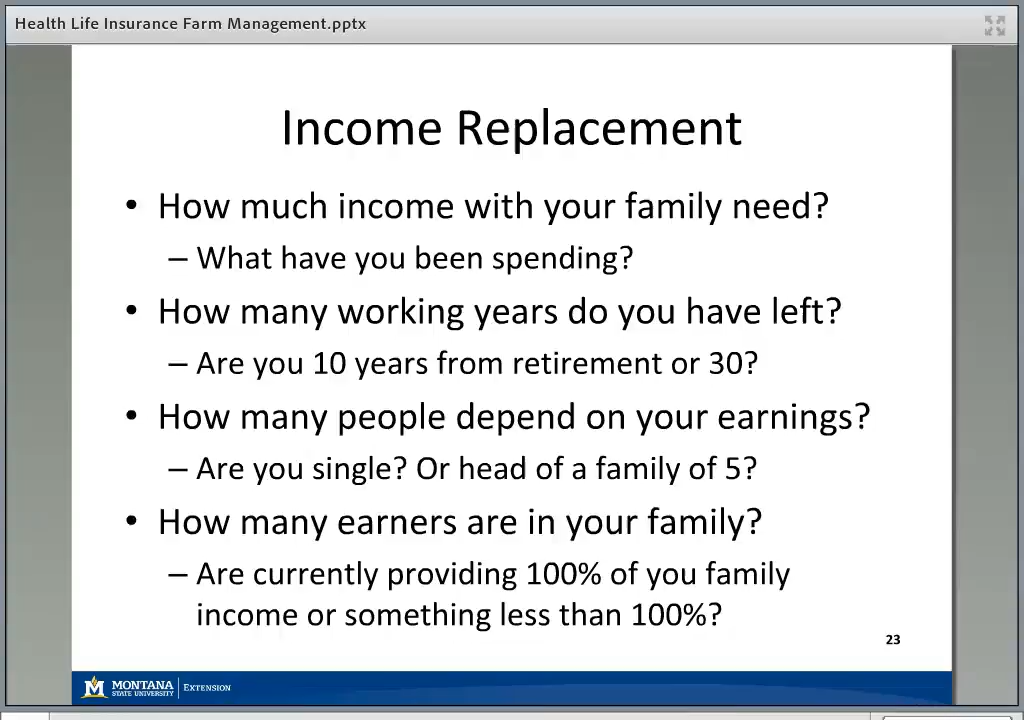 Health Life Insurance Farm Management.pptx
Income Replacement
• How much income with your family need?
– What have you been spending?
• How many working years do you have left?
– Are you 10 years from retirement or 30?
• How many people depend on your earnings?
– Are you single? Or head of a family of 5?
• How many earners are in your family?
– Are currently providing 100% of you family
income or something less than 100%?
23
MONTANA
STATE UNIVERSITY
EXTENSION